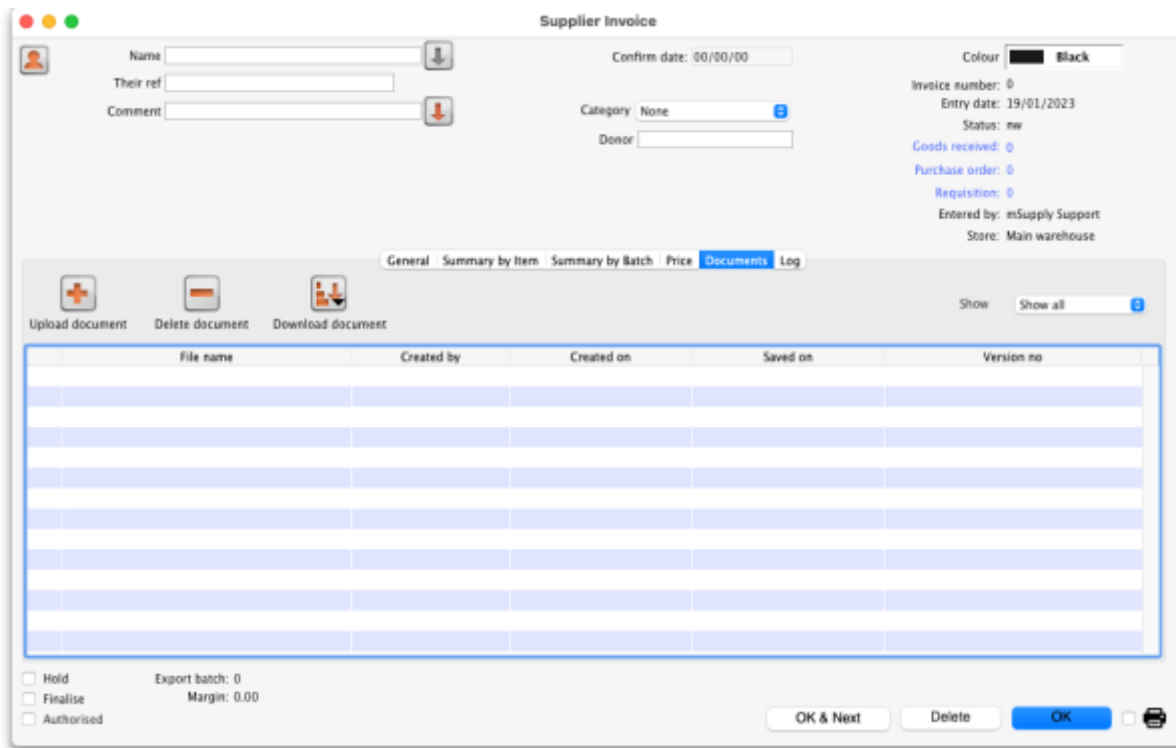 Supplier Invoice
Name
Confirm date: 00/00/00
Colour Black
Their ref
Invoice number: 0
Comment
Category None
Entry date: 19/01/2023
Status: nw
Donor
Goods received: 0
Purchase order: 0
Requisition: 0
Entered by: mSupply Support
Store: Main warehouse
General Summary by Item Summary by Batch Price Documents Log
Upload document Delete document Download document
Show Show all
File name Created by Created on Saved on Version no
Hold Export batch: 0
Finalise Margin: 0.00
Authorised
OK & Next Delete OK